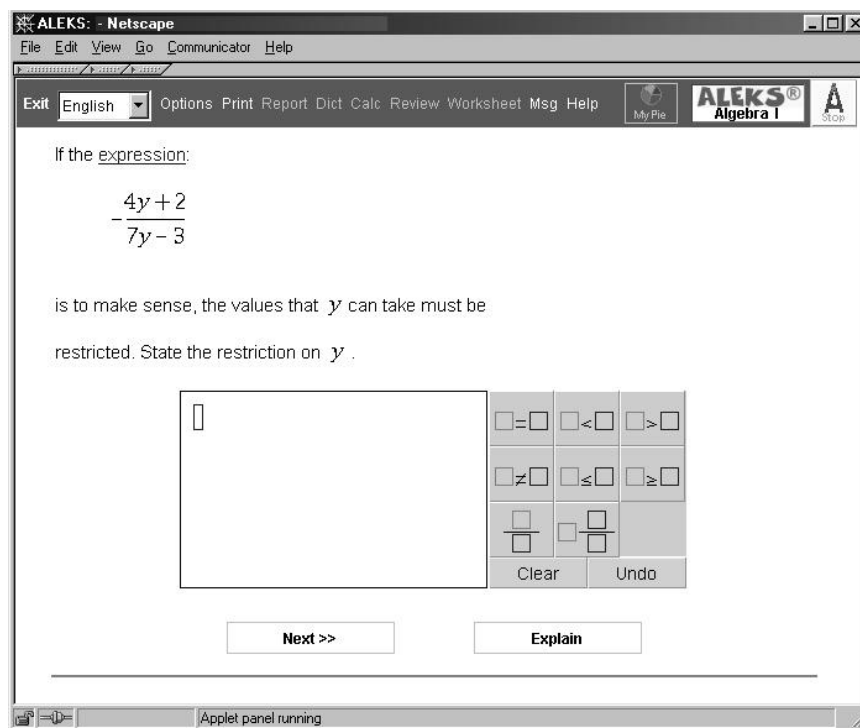 ALEKS: - Netscape
File Edit View Go Communicator Help
Exit English Options Print Report Dict Calc Review Worksheet Msg Help My Pie ALEKS® Algebra I A Stop
If the expression:
-\frac{4y + 2}{7y - 3}
is to make sense, the values that y can take must be
restricted. State the restriction on y .
□=□ □<□ □>□
□≠□ □≤□ □≥□
□/□ □ □/□
Clear Undo
Next >> Explain
Applet panel running